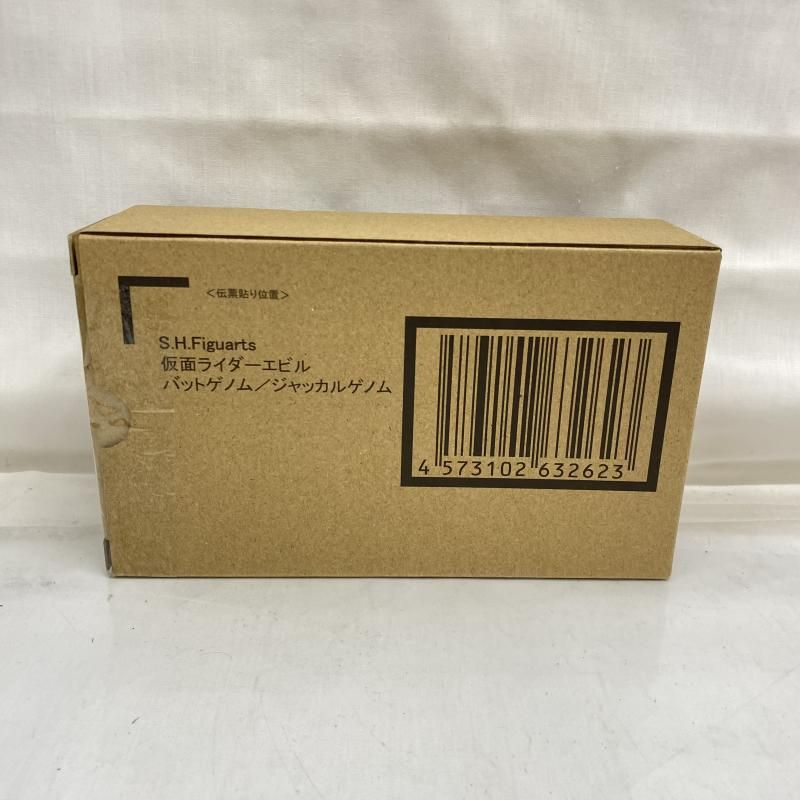 <伝票貼り位置>
S.H.Figuarts
仮面ライダーエビル
バットゲノム／ジャッカルゲノム
4 573102 632623